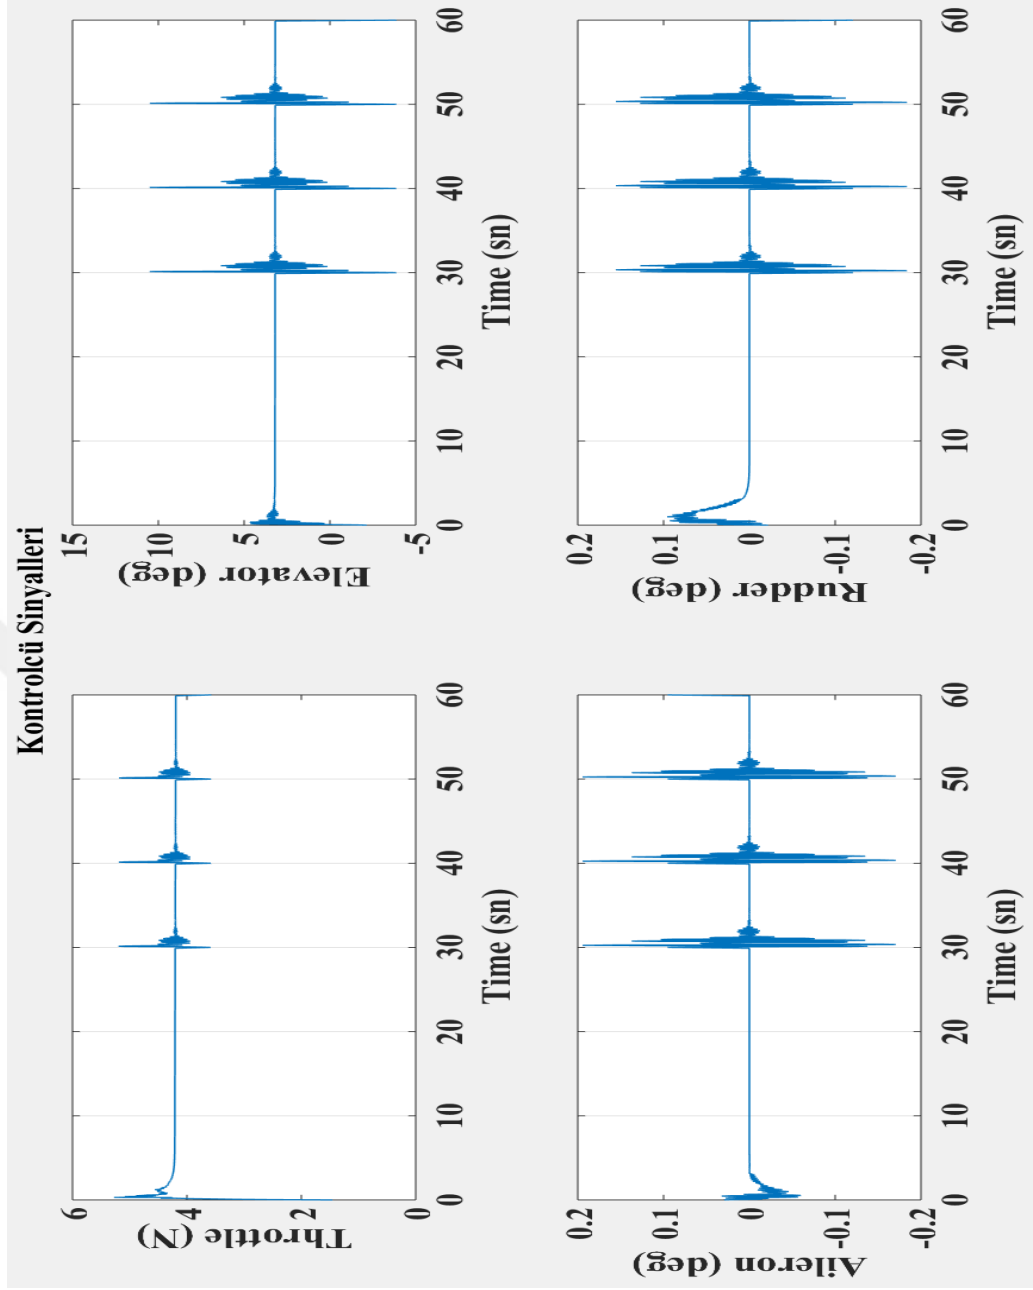 Kontrolcü Sinyalleri
Throttle (N)
6
4
2
0
0 10 20 30 40 50 60
Time (sn)
Elevator (deg)
15
10
5
0
-5
0 10 20 30 40 50 60
Time (sn)
Aileron (deg)
0.2
0.1
0
-0.1
-0.2
0 10 20 30 40 50 60
Time (sn)
Rudder (deg)
0.2
0.1
0
-0.1
-0.2
0 10 20 30 40 50 60
Time (sn)